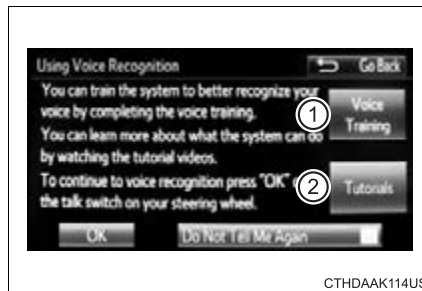 Using Voice Recognition
Go Back
You can train the system to better recognize your
voice by completing the voice training.
You can learn more about what the system can do
by watching the tutorial videos.
To continue to voice recognition press "OK"
the talk switch on your steering wheel.
1
Voice
Training
2
Tutorials
OK
Do Not Tell Me Again
CTHDAAK114US